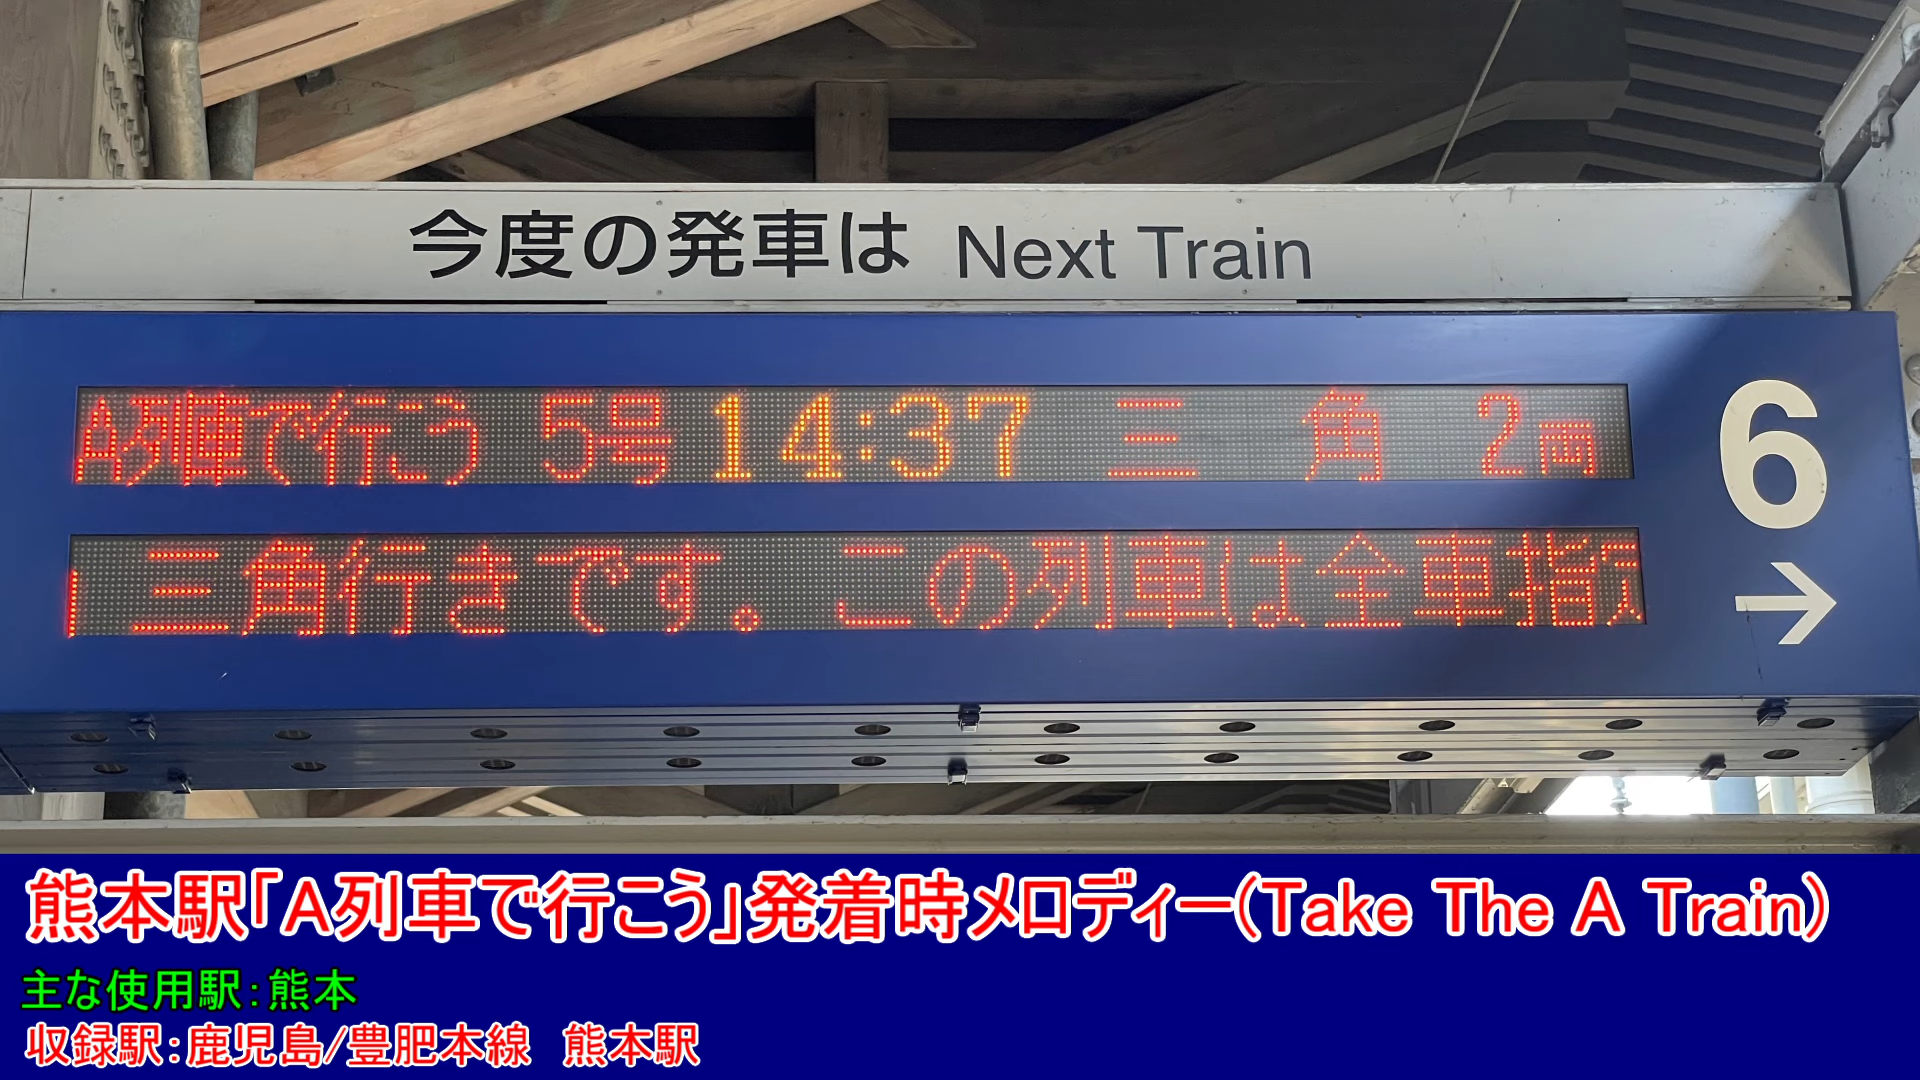 今度の発車は Next Train
A列車で行こう 5号 14:37 三 角 2両
三角行きです。この列車は全車指定
6
→
熊本駅「A列車で行こう」発着時メロディー(Take The A Train)
主な使用駅：熊本
収録駅：鹿児島/豊肥本線 熊本駅